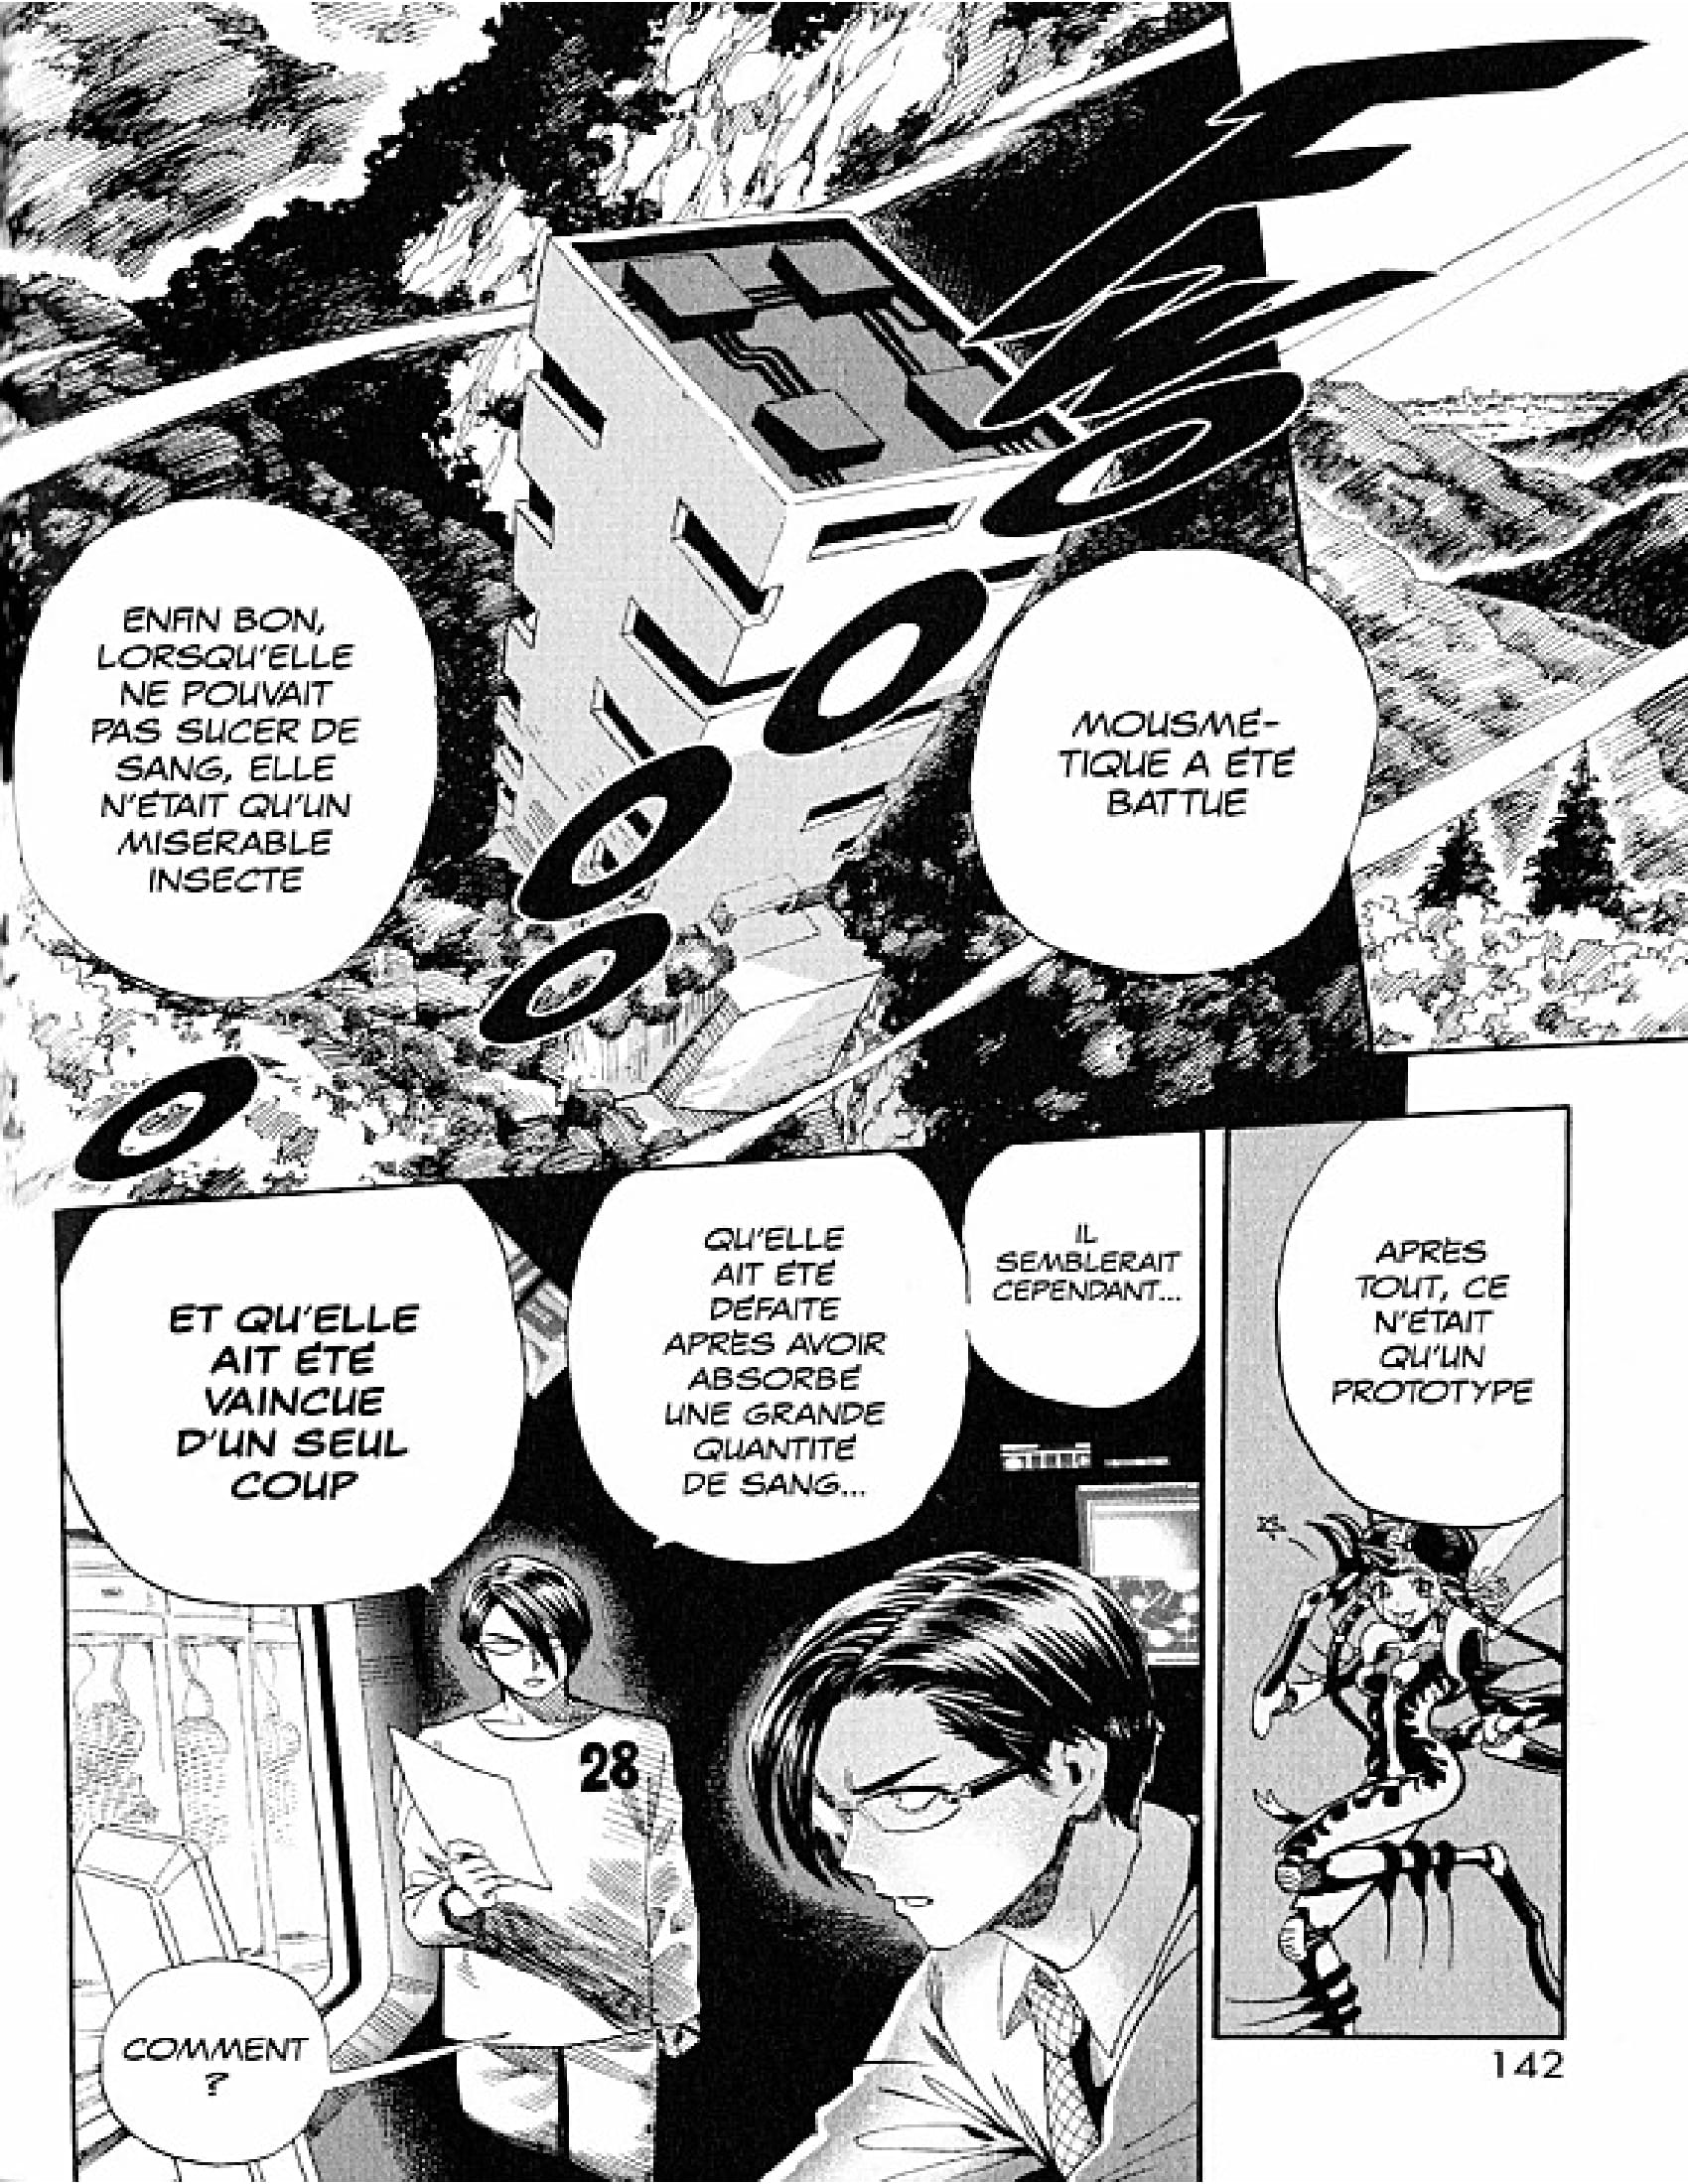 MOUSMÉ-
TIQUE A ÉTÉ
BATTUE
ENFIN BON,
LORSQU'ELLE
NE POUVAIT
PAS SUCER DE
SANG, ELLE
N'ÉTAIT QU'UN
MISÉRABLE
INSECTE
APRÈS
TOUT, CE
N'ÉTAIT
QU'UN
PROTOTYPE
IL
SEMBLERAIT
CEPENDANT...
QU'ELLE
AIT ÉTÉ
DÉFAITE
APRÈS AVOIR
ABSORBÉ
UNE GRANDE
QUANTITÉ
DE SANG...
ET QU'ELLE
AIT ÉTÉ
VAINCUE
D'UN SEUL
COUP
28
COMMENT
?
142